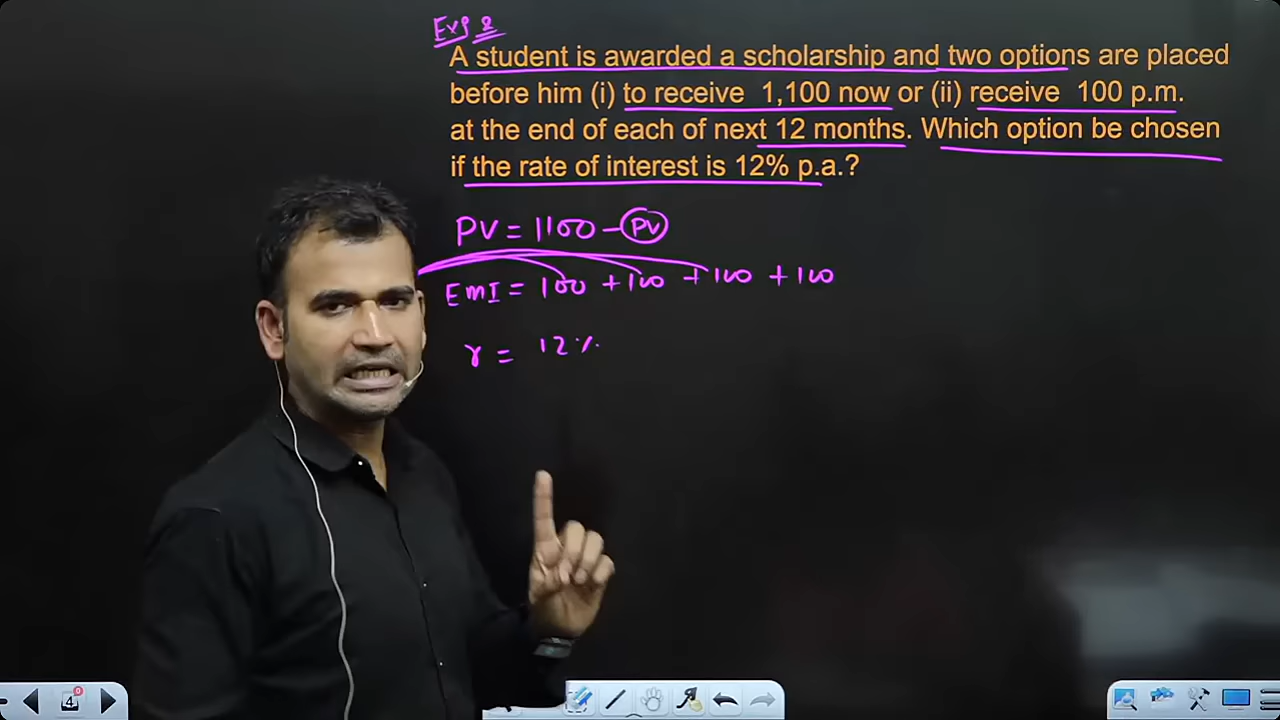 Exp 2
A student is awarded a scholarship and two options are placed
before him (i) to receive 1,100 now or (ii) receive 100 p.m.
at the end of each of next 12 months. Which option be chosen
if the rate of interest is 12% p.a.?
PV = 1100 - PV
EMI = 100 + 100 + 100 + 100
r = 12%
4
0